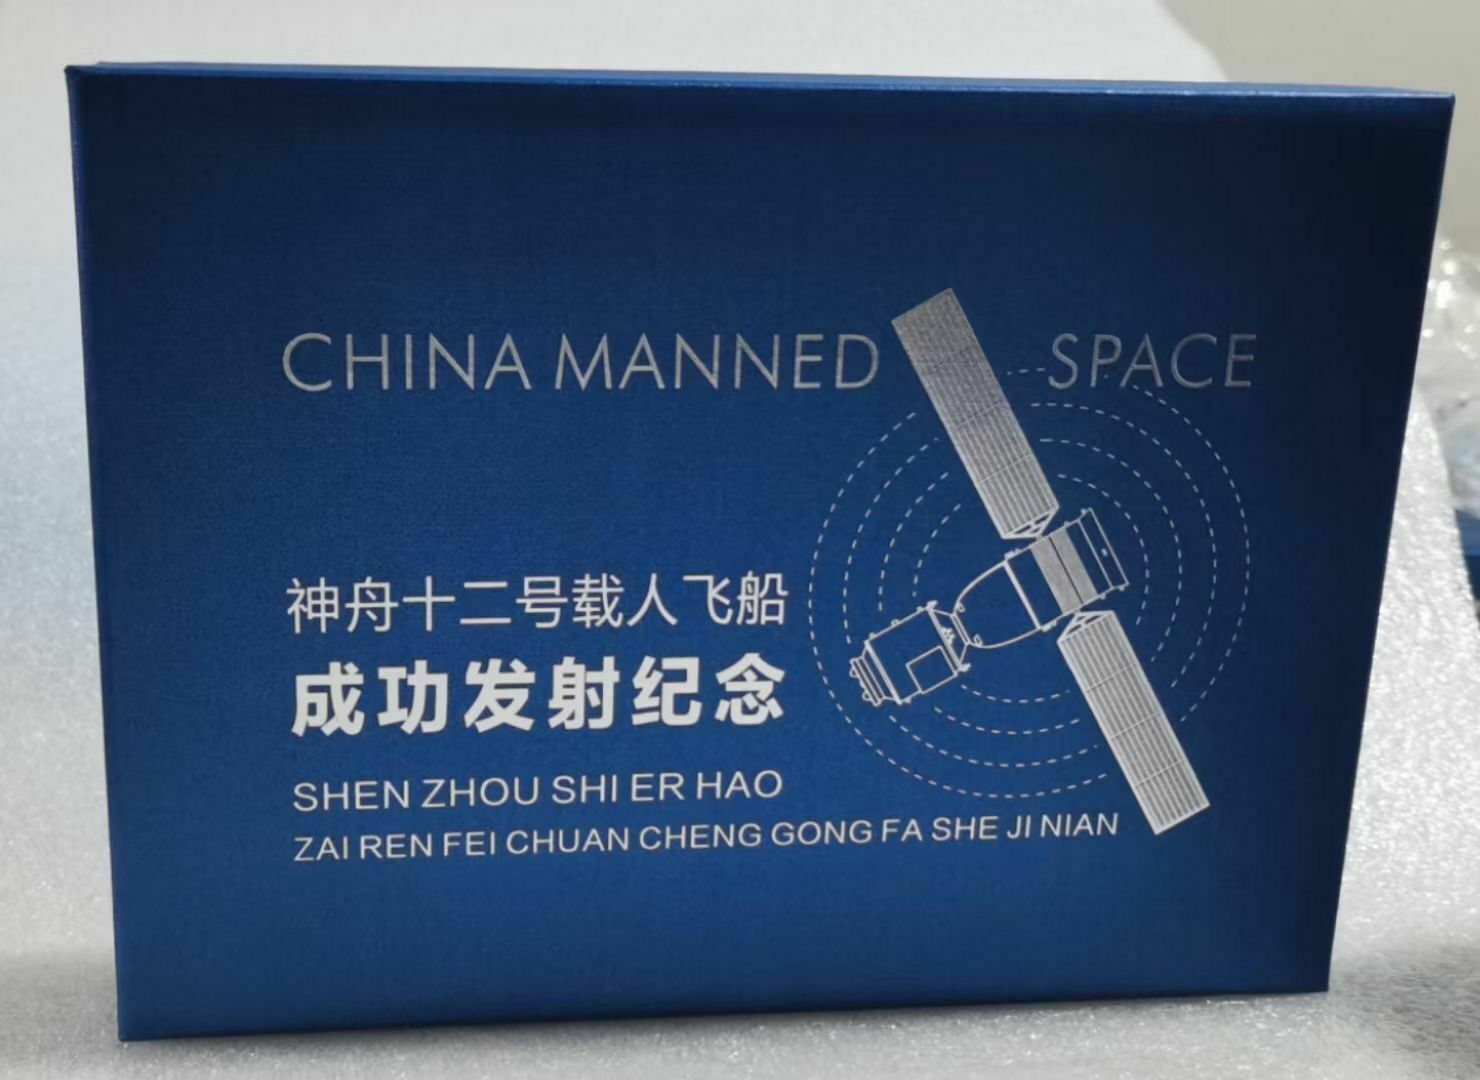 CHINA MANNED SPACE
神舟十二号载人飞船
成功发射纪念
SHEN ZHOU SHI ER HAO
ZAI REN FEI CHUAN CHENG GONG FA SHE JI NIAN